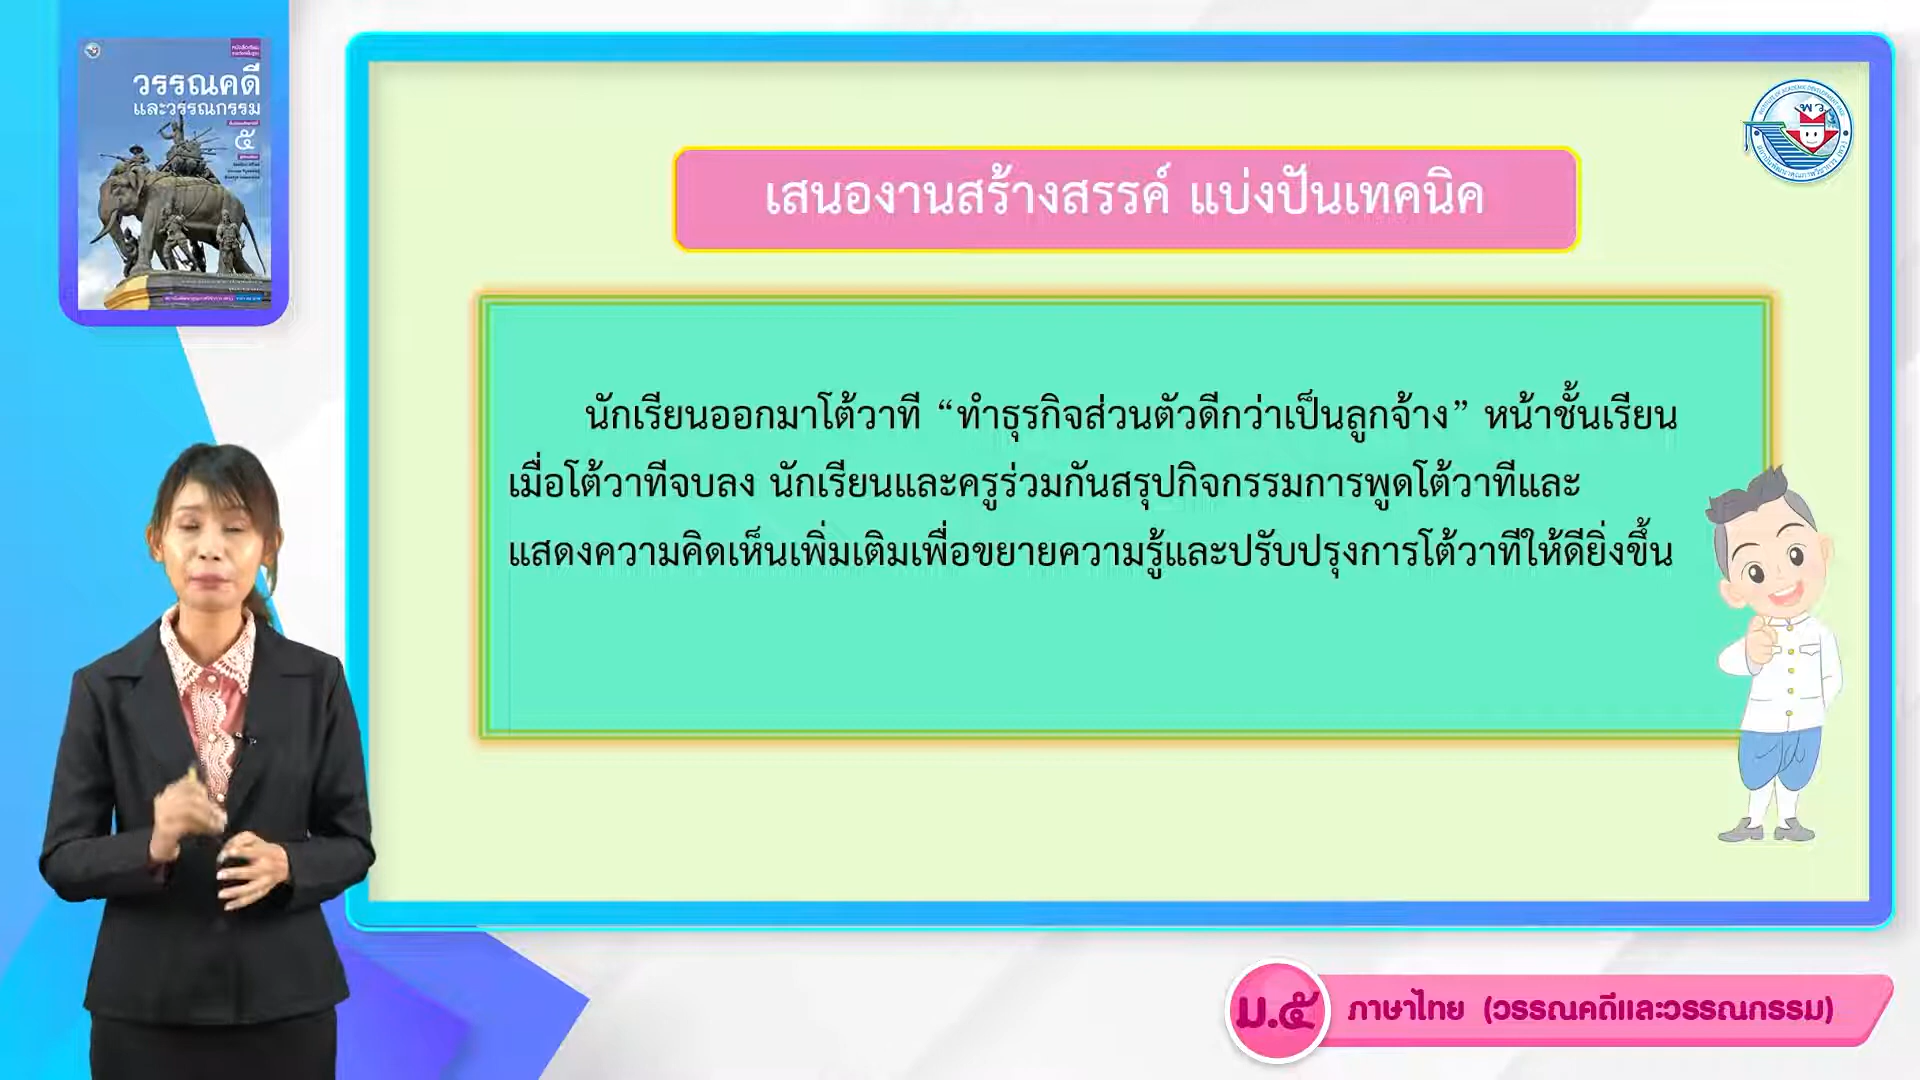 วรรณคดี
และวรรณกรรม
๕
พว
เสนองานสร้างสรรค์ แบ่งปันเทคนิค
นักเรียนออกมาโต้วาที “ทำธุรกิจส่วนตัวดีกว่าเป็นลูกจ้าง” หน้าชั้นเรียน
เมื่อโต้วาทีจบลง นักเรียนและครูร่วมกันสรุปกิจกรรมการพูดโต้วาทีและ
แสดงความคิดเห็นเพิ่มเติมเพื่อขยายความรู้และปรับปรุงการโต้วาทีให้ดียิ่งขึ้น
ม.๕ ภาษาไทย (วรรณคดีและวรรณกรรม)